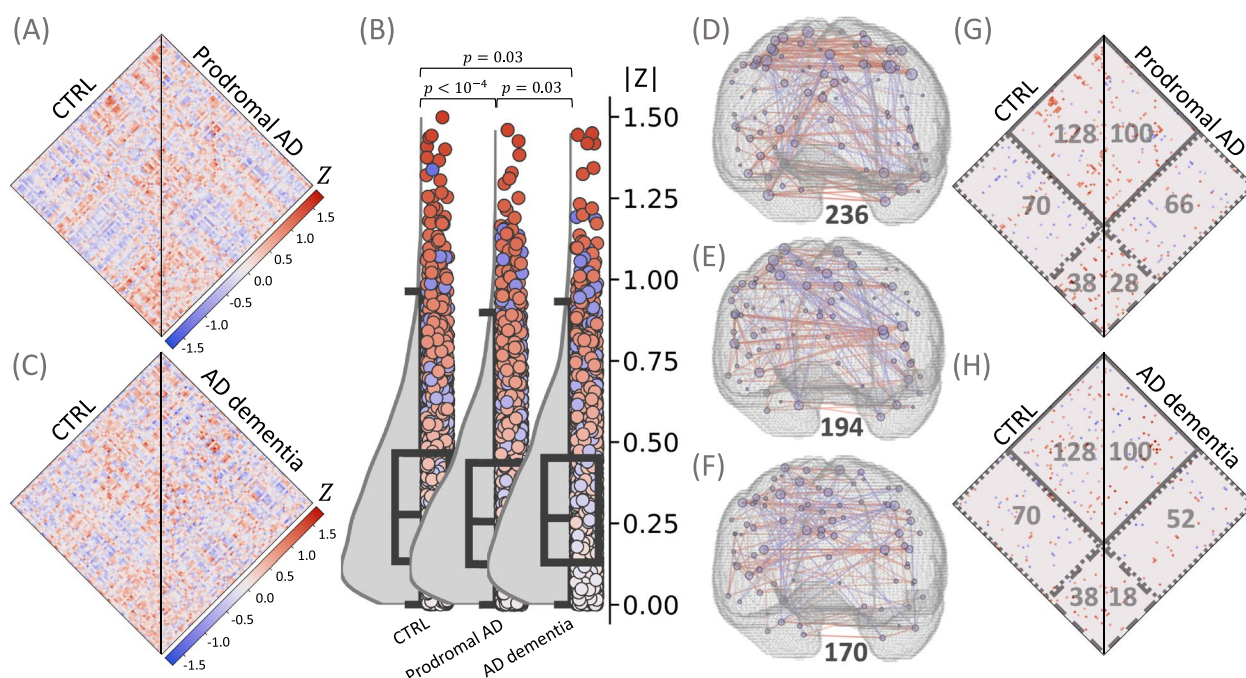 (A)
CTRL
Prodromal AD
Z
1.5
1.0
0.5
0.0
-0.5
-1.0
-1.5
(C)
CTRL
AD dementia
Z
1.5
1.0
0.5
0.0
-0.5
-1.0
-1.5
(B)
p = 0.03
p < 10⁻⁴
p = 0.03
|Z|
1.50
1.25
1.00
0.75
0.50
0.25
0.00
CTRL
Prodromal AD
AD dementia
(D)
236
(E)
194
(F)
170
(G)
CTRL
Prodromal AD
128
100
70
66
38
28
(H)
CTRL
AD dementia
128
100
70
52
38
18